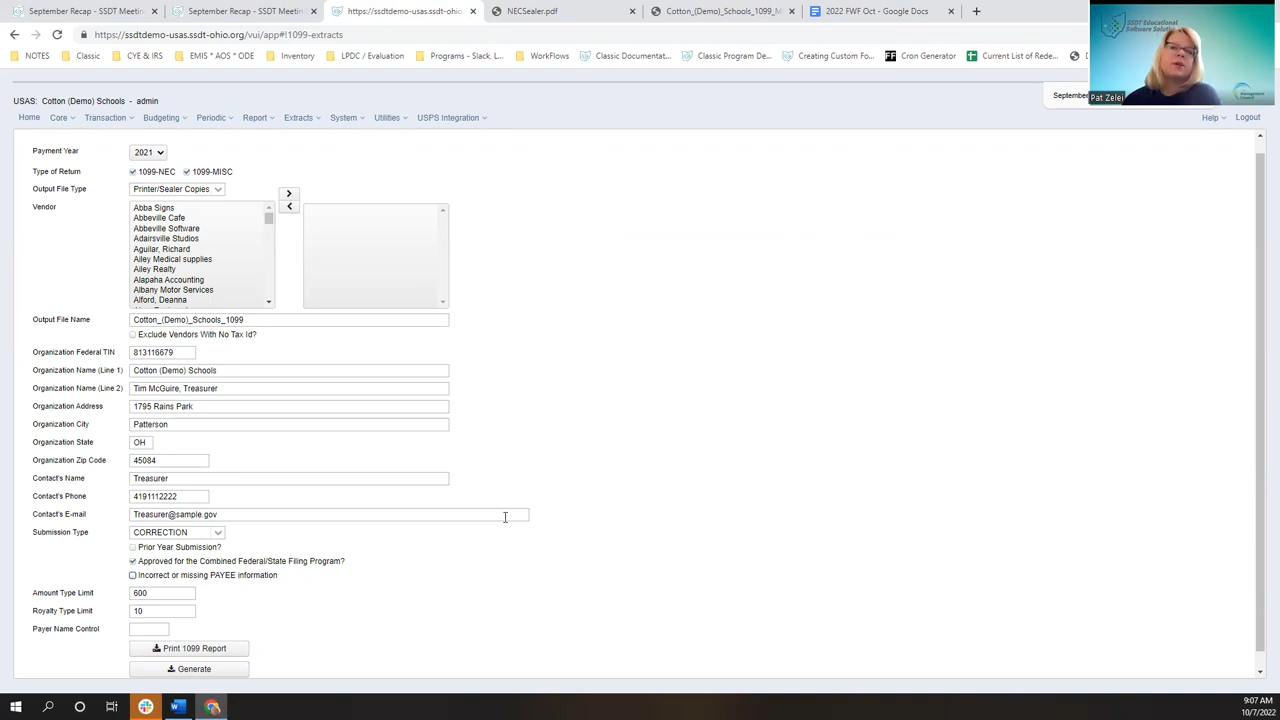 September Recap - SSDT Meetin
September Recap - SSDT Meetin
https://ssdtdemo-usas.ssdt-ohio
NECSealer.pdf
Cotton_(Demo)_Schools_1099_M
2022 FWF Oct - Google Docs
https://ssdtdemo-usas.ssdt-ohio.org/vui/app#!1099-extracts
NOTES
Classic
CYE & IRS
EMIS * AOS * ODE
Inventory
LPDC / Evaluation
Programs - Slack, L...
WorkFlows
Classic Documentat...
Classic Program De...
Creating Custom Fo...
Cron Generator
Current List of Rede...
SSDT Educational
Software Solutio
Management
Council
Pat Zelei
USAS: Cotton (Demo) Schools - admin
September
Home Core Transaction Budgeting Periodic Report Extracts System Utilities USPS Integration Help Logout
Payment Year 2021
Type of Return 1099-NEC 1099-MISC
Output File Type Printer/Sealer Copies
Vendor
Abba Signs
Abbeville Cafe
Abbeville Software
Adairsville Studios
Aguilar, Richard
Ailey Medical supplies
Ailey Realty
Alapaha Accounting
Albany Motor Services
Alford, Deanna
Output File Name Cotton_(Demo)_Schools_1099
Exclude Vendors With No Tax Id?
Organization Federal TIN 813116679
Organization Name (Line 1) Cotton (Demo) Schools
Organization Name (Line 2) Tim McGuire, Treasurer
Organization Address 1795 Rains Park
Organization City Patterson
Organization State OH
Organization Zip Code 45084
Contact's Name Treasurer
Contact's Phone 4191112222
Contact's E-mail Treasurer@sample.gov
Submission Type CORRECTION
Prior Year Submission?
Approved for the Combined Federal/State Filing Program?
Incorrect or missing PAYEE information
Amount Type Limit 600
Royalty Type Limit 10
Payer Name Control
Print 1099 Report
Generate
9:07 AM
10/7/2022